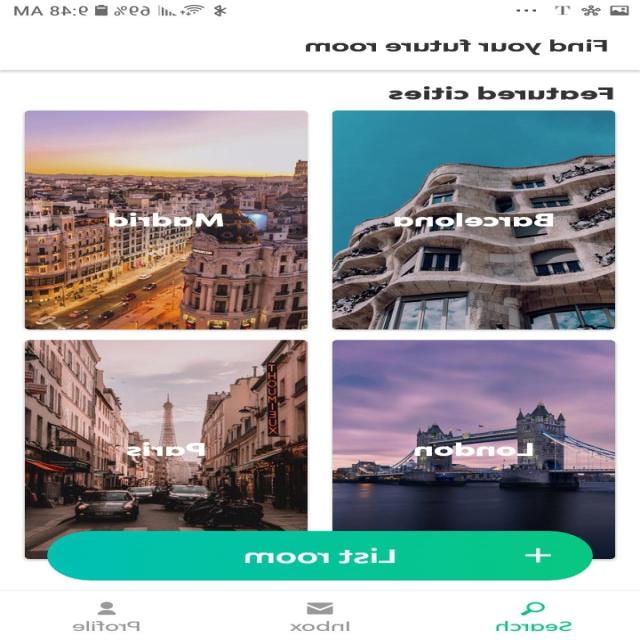 9:48 AM
69%
Find your future room
Featured cities
Barcelona
Madrid
London
Paris
THOUMIEUX
+ List room
Search
Inbox
Profile